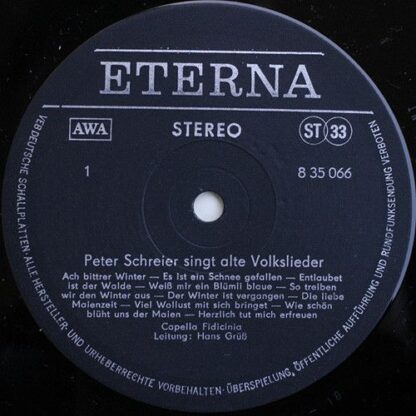 ETERNA
AWA
STEREO
ST 33
1
8 35 066
Peter Schreier singt alte Volkslieder
Ach bittrer Winter — Es ist ein Schnee gefallen — Entlaubet
ist der Walde — Weiß mir ein Blümli blaue — So treiben
wir den Winter aus — Der Winter ist vergangen — Die liebe
Maienzeit — Viel Wollust mit sich bringet — Wie schön
blüht uns der Maien — Herzlich tut mich erfreuen
Capella Fidicinia
Leitung: Hans Grüß
VEB DEUTSCHE SCHALLPLATTEN · ALLE HERSTELLER- UND URHEBERRECHTE VORBEHALTEN · ÜBERSPIELUNG, ÖFFENTLICHE AUFFÜHRUNG UND RUNDFUNKSENDUNG VERBOTEN